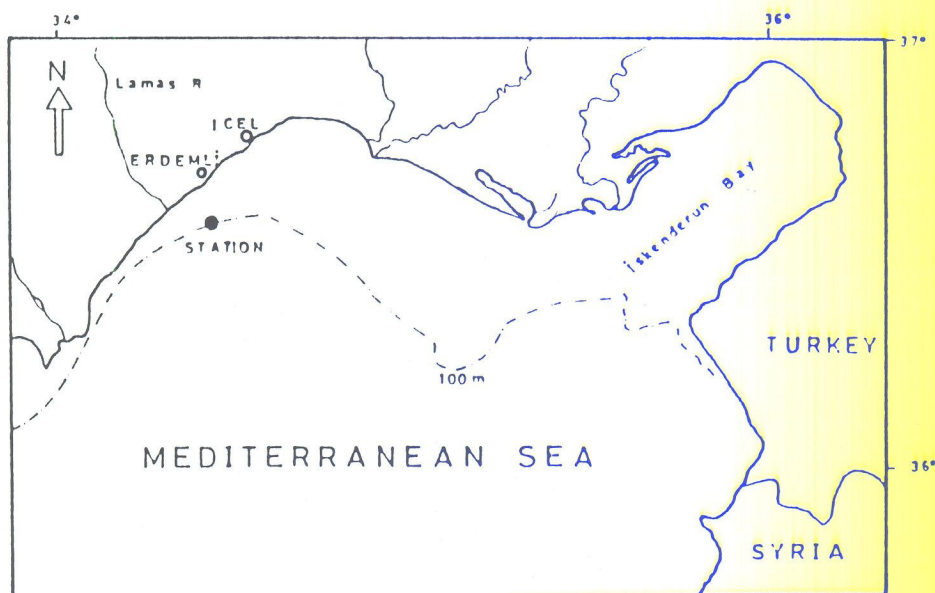 34°
36°
37°
N
Lamas R
ICEL
ERDEMLİ
STATION
İskenderun Bay
TURKEY
100 m
MEDITERRANEAN SEA
36°
SYRIA